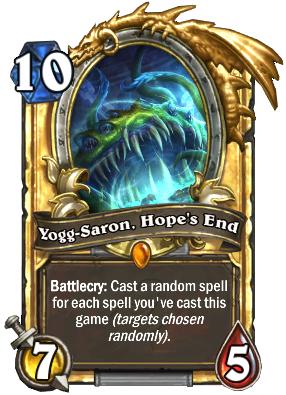 10
Yogg-Saron, Hope's End
Battlecry: Cast a random spell
for each spell you've cast this
game (targets chosen
randomly).
7
5